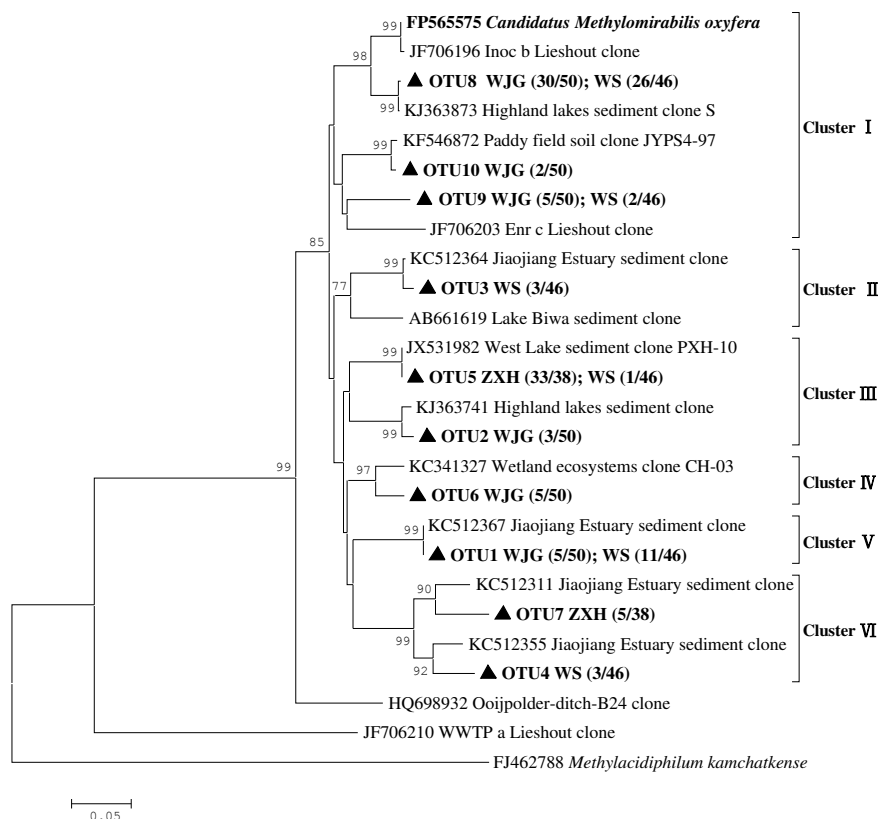 99
FP565575 Candidatus Methylomirabilis oxyfera
98
JF706196 Inoc b Lieshout clone
▲ OTU8 WJG (30/50); WS (26/46)
99
KJ363873 Highland lakes sediment clone S
Cluster Ⅰ
99
KF546872 Paddy field soil clone JYPS4-97
▲ OTU10 WJG (2/50)
▲ OTU9 WJG (5/50); WS (2/46)
JF706203 Enr c Lieshout clone
85
99
KC512364 Jiaojiang Estuary sediment clone
77
▲ OTU3 WS (3/46)
Cluster Ⅱ
AB661619 Lake Biwa sediment clone
99
JX531982 West Lake sediment clone PXH-10
▲ OTU5 ZXH (33/38); WS (1/46)
Cluster Ⅲ
KJ363741 Highland lakes sediment clone
99
▲ OTU2 WJG (3/50)
99
97
KC341327 Wetland ecosystems clone CH-03
Cluster Ⅳ
▲ OTU6 WJG (5/50)
99
KC512367 Jiaojiang Estuary sediment clone
Cluster Ⅴ
▲ OTU1 WJG (5/50); WS (11/46)
90
KC512311 Jiaojiang Estuary sediment clone
▲ OTU7 ZXH (5/38)
Cluster Ⅵ
99
KC512355 Jiaojiang Estuary sediment clone
92
▲ OTU4 WS (3/46)
HQ698932 Ooijpolder-ditch-B24 clone
JF706210 WWTP a Lieshout clone
FJ462788 Methylacidiphilum kamchatkense
0.05